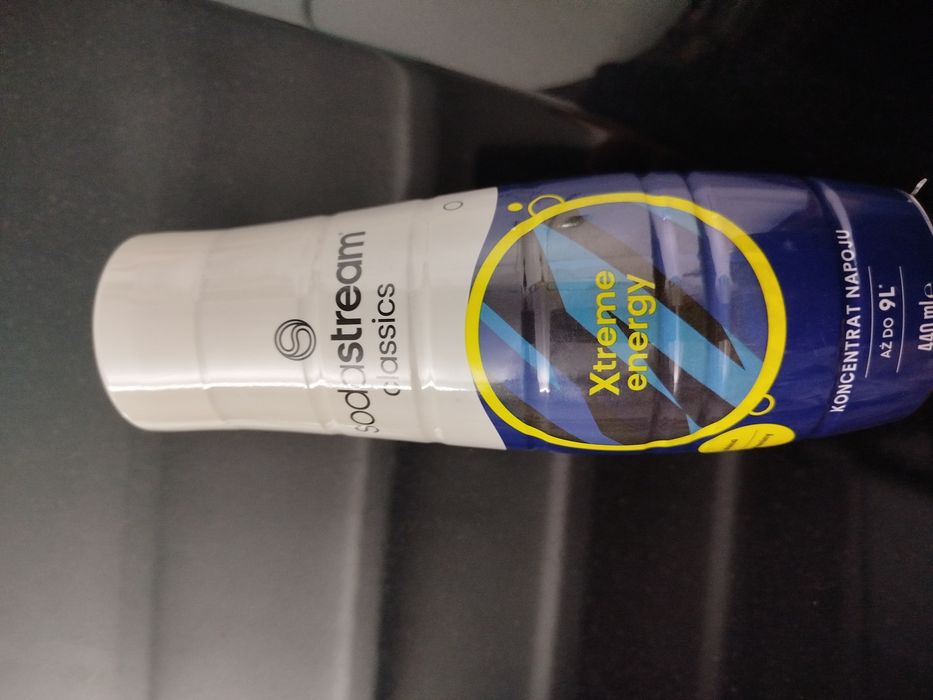 sodastream
classics
Xtreme
energy
KONCENTRAT NAPOJU
AŻ DO 9L*
440 ml e